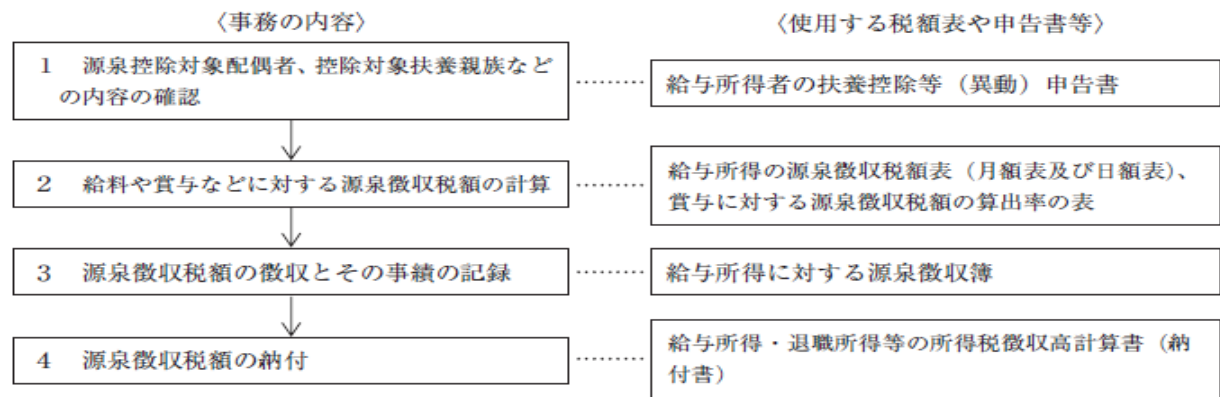 〈事務の内容〉
〈使用する税額表や申告書等〉
1　源泉控除対象配偶者、控除対象扶養親族など
の内容の確認
給与所得者の扶養控除等（異動）申告書
2　給料や賞与などに対する源泉徴収税額の計算
給与所得の源泉徴収税額表（月額表及び日額表）、
賞与に対する源泉徴収税額の算出率の表
3　源泉徴収税額の徴収とその事績の記録
給与所得に対する源泉徴収簿
4　源泉徴収税額の納付
給与所得・退職所得等の所得税徴収高計算書（納
付書）